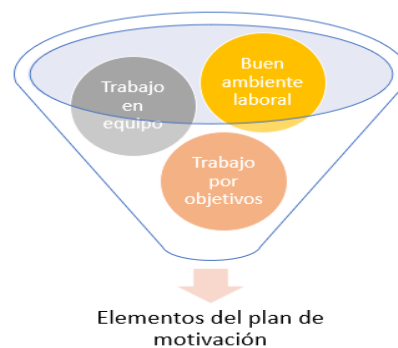 Buen
ambiente
laboral
Trabajo
en
equipo
Trabajo
por
objetivos
Elementos del plan de
motivación